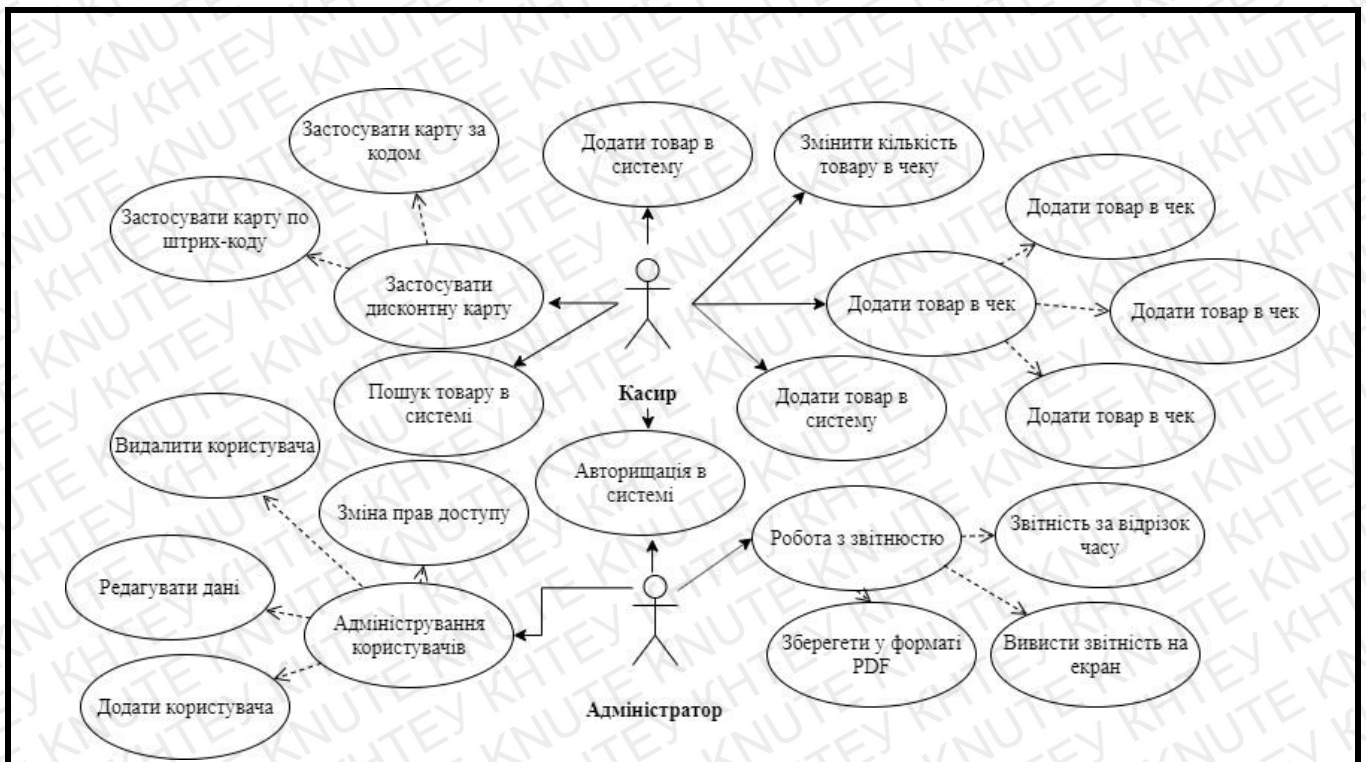 Застосувати карту за
кодом
Додати товар в
систему
Змінити кількість
товару в чеку
Застосувати карту по
штрих-коду
Додати товар в чек
Застосувати
дисконтну карту
Додати товар в чек
Додати товар в чек
Пошук товару в
системі
Касир
Додати товар в
систему
Додати товар в чек
Видалити користувача
Авторищація в
системі
Зміна прав доступу
Робота з звітнюстю
Звітність за відрізок
часу
Редагувати дані
Адміністрування
користувачів
Зберегети у форматі
PDF
Вивисти звітність на
екран
Додати користувача
Адміністратор